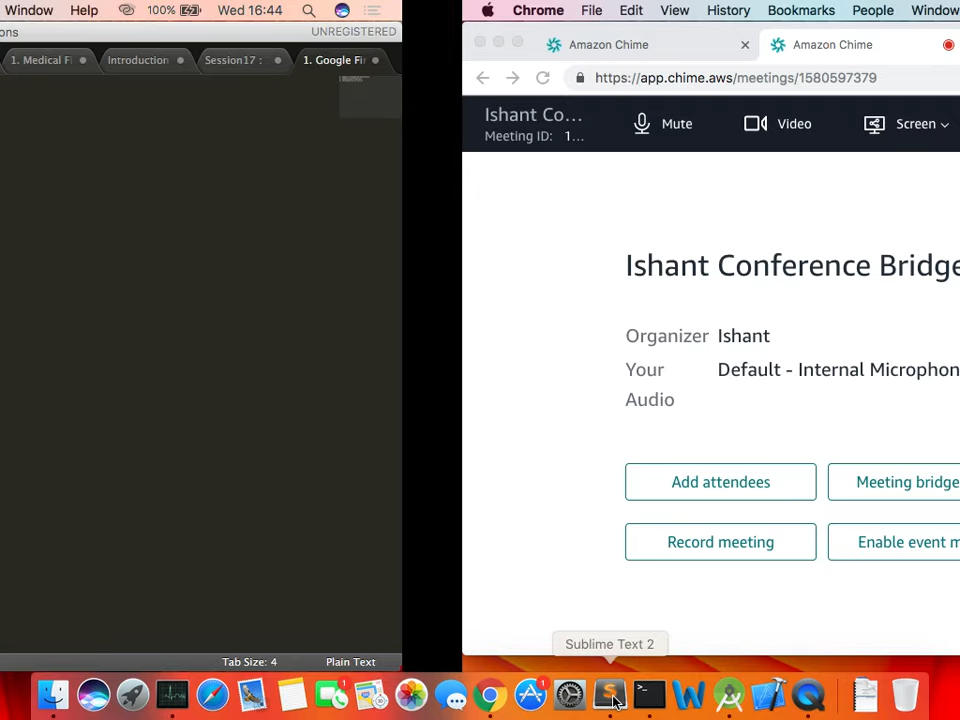 Window Help 100% Wed 16:44
ons
UNREGISTERED
1. Medical Fi
Introduction
Session17 :
1. Google Fi
Tab Size: 4
Plain Text
Chrome File Edit View History Bookmarks People Window
Amazon Chime
Amazon Chime
https://app.chime.aws/meetings/1580597379
Ishant Co...
Meeting ID: 1...
Mute
Video
Screen
Ishant Conference Bridge
Organizer Ishant
Your Audio
Default - Internal Microphon
Add attendees
Meeting bridge
Record meeting
Enable event m
Sublime Text 2